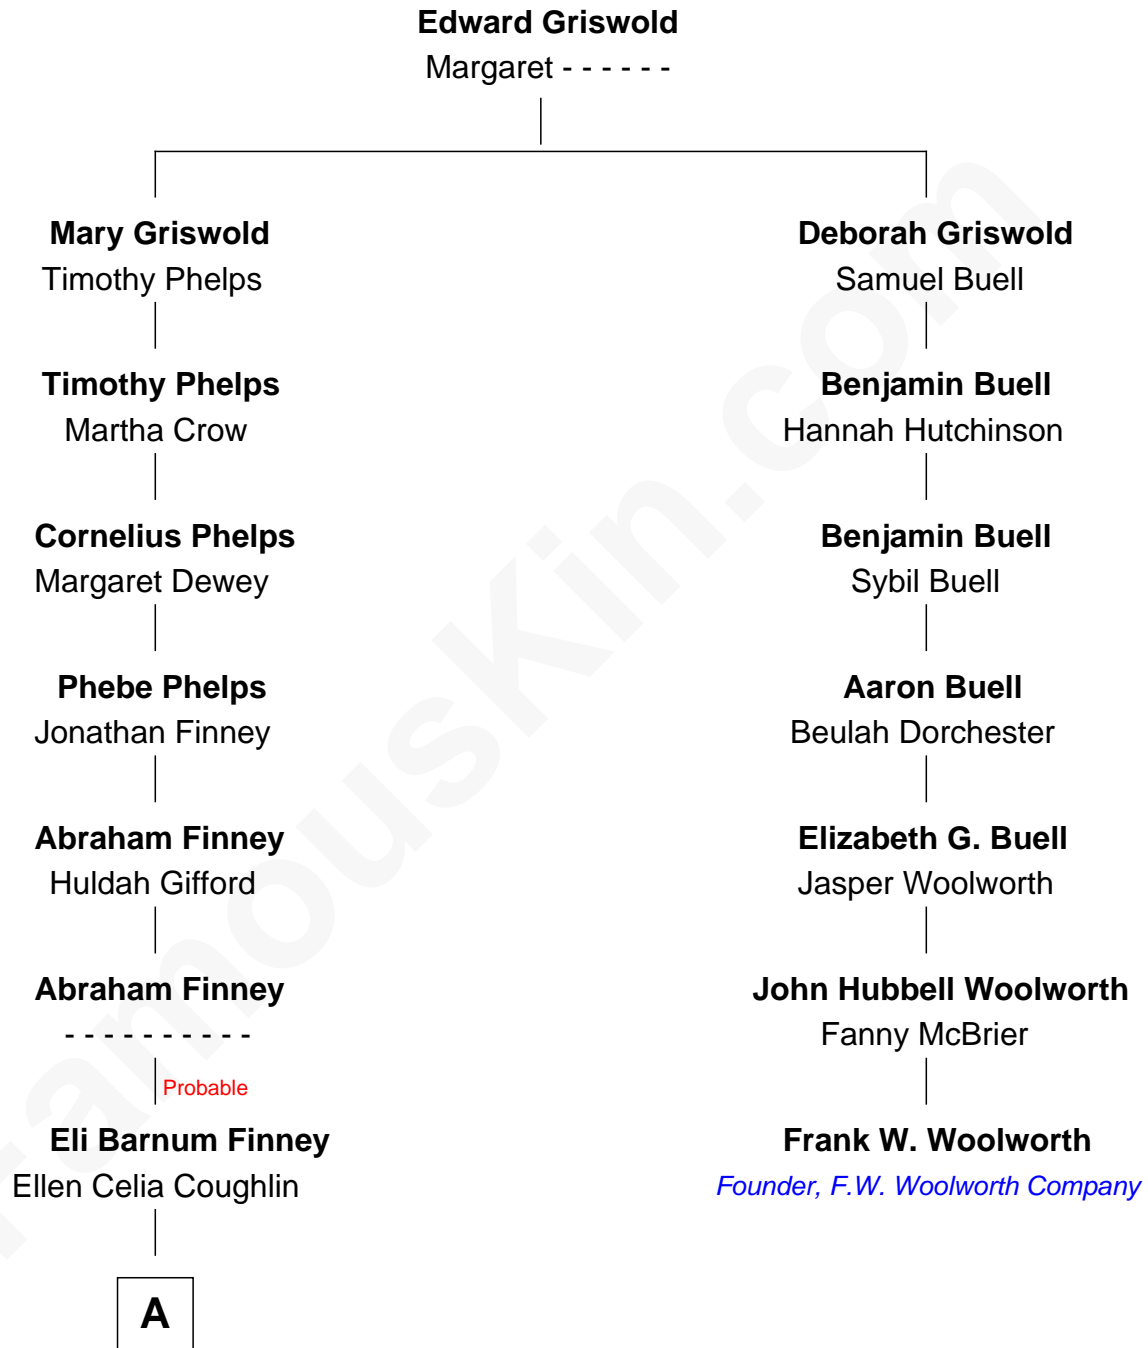 Edward Griswold
Margaret - - - - - -
Mary Griswold
Timothy Phelps
Deborah Griswold
Samuel Buell
Timothy Phelps
Martha Crow
Benjamin Buell
Hannah Hutchinson
Cornelius Phelps
Margaret Dewey
Benjamin Buell
Sybil Buell
Phebe Phelps
Jonathan Finney
Aaron Buell
Beulah Dorchester
Abraham Finney
Huldah Gifford
Elizabeth G. Buell
Jasper Woolworth
Abraham Finney
- - - - - - - - - -
John Hubbell Woolworth
Fanny McBrier
Probable
Eli Barnum Finney
Ellen Celia Coughlin
Frank W. Woolworth
Founder, F.W. Woolworth Company
A
FamousKin.com